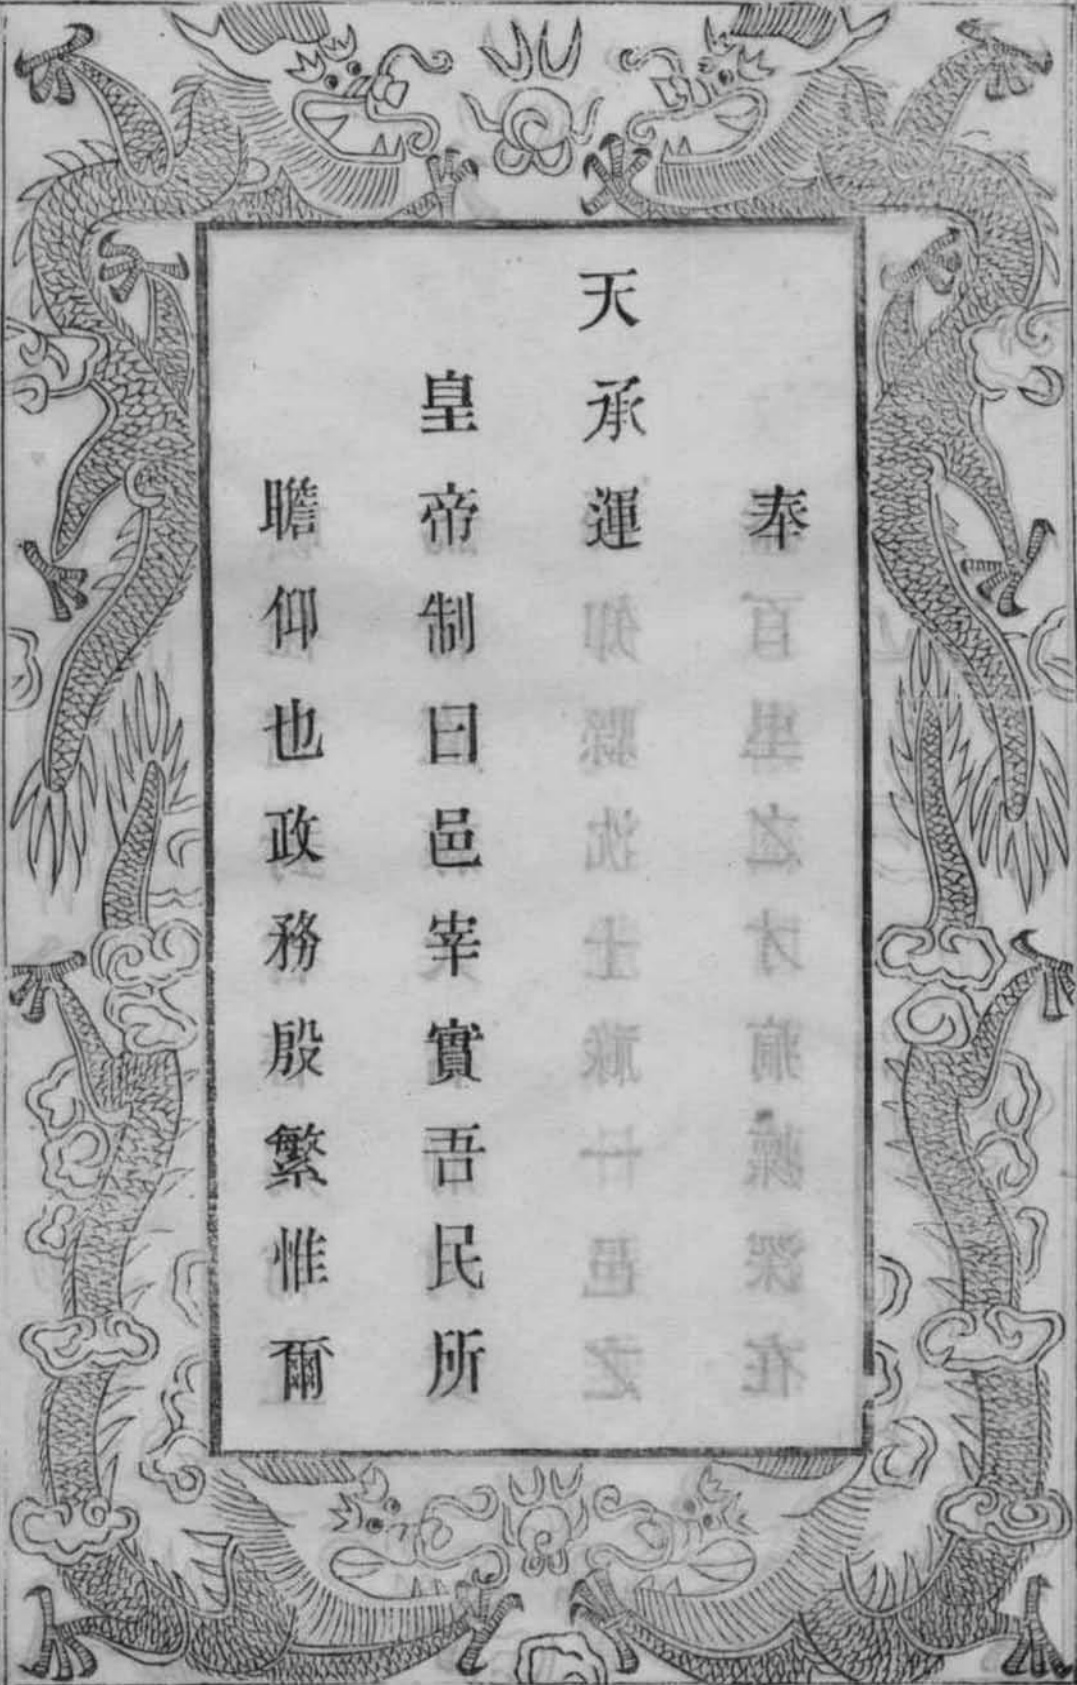 奉
天承運
皇帝制曰邑宰實吾民所
瞻仰也政務殷繁惟爾